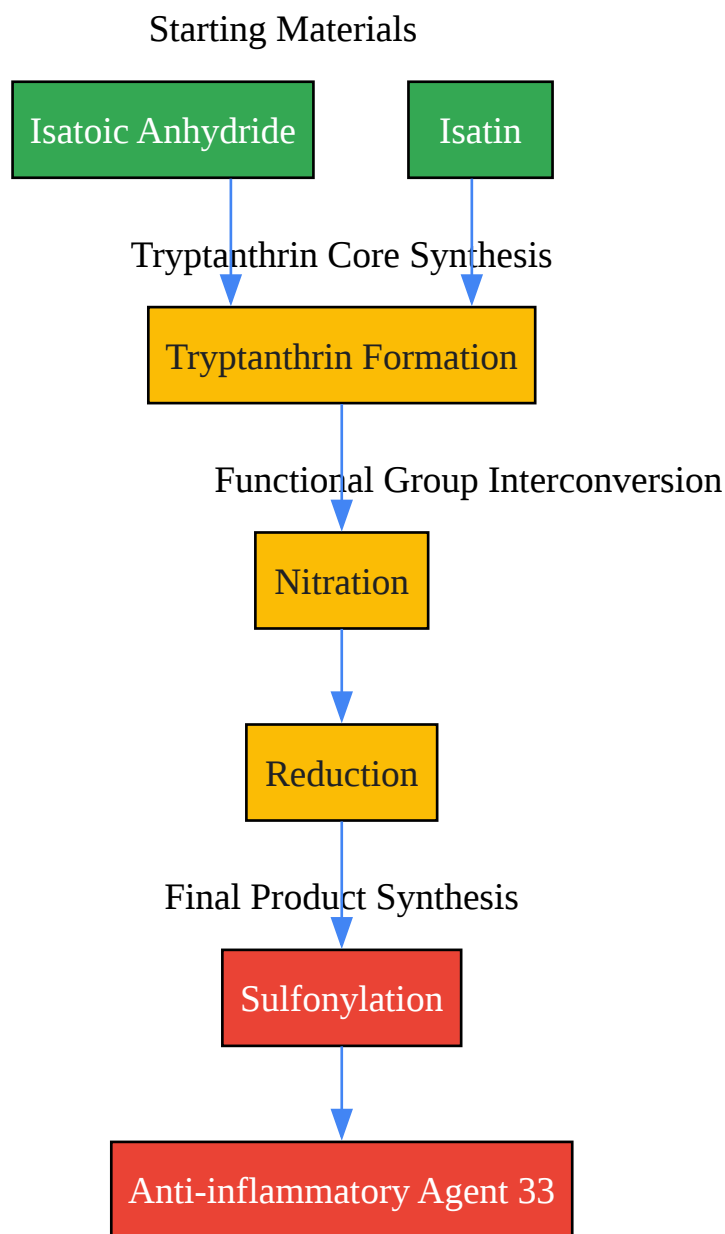 Starting Materials
Isatoic Anhydride
Isatin
Tryptanthrin Core Synthesis
Tryptanthrin Formation
Functional Group Interconversion
Nitration
Reduction
Final Product Synthesis
Sulfonylation
Anti-inflammatory Agent 33